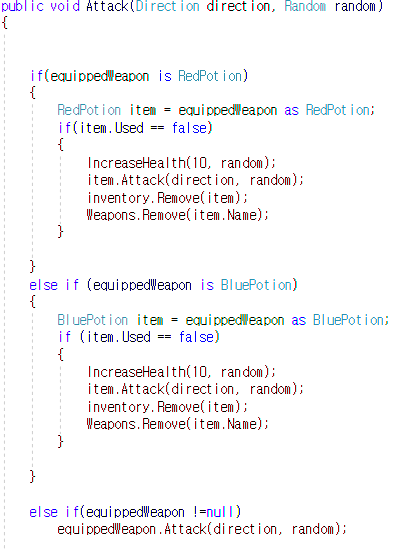 public void Attack(Direction direction, Random random)
{
if(equippedWeapon is RedPotion)
{
RedPotion item = equippedWeapon as RedPotion;
if(item.Used == false)
{
IncreaseHealth(10, random);
item.Attack(direction, random);
inventory.Remove(item);
Weapons.Remove(item.Name);
}
}
else if (equippedWeapon is BluePotion)
{
BluePotion item = equippedWeapon as BluePotion;
if (item.Used == false)
{
IncreaseHealth(10, random);
item.Attack(direction, random);
inventory.Remove(item);
Weapons.Remove(item.Name);
}
}
else if(equippedWeapon !=null)
equippedWeapon.Attack(direction, random);